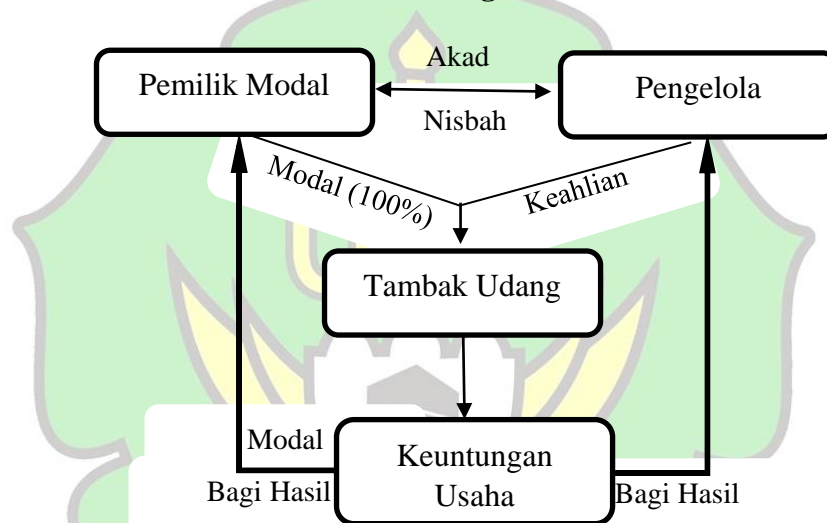 Akad
Pemilik Modal
Pengelola
Nisbah
Modal (100%)
Keahlian
Tambak Udang
Modal
Keuntungan
Usaha
Bagi Hasil
Bagi Hasil